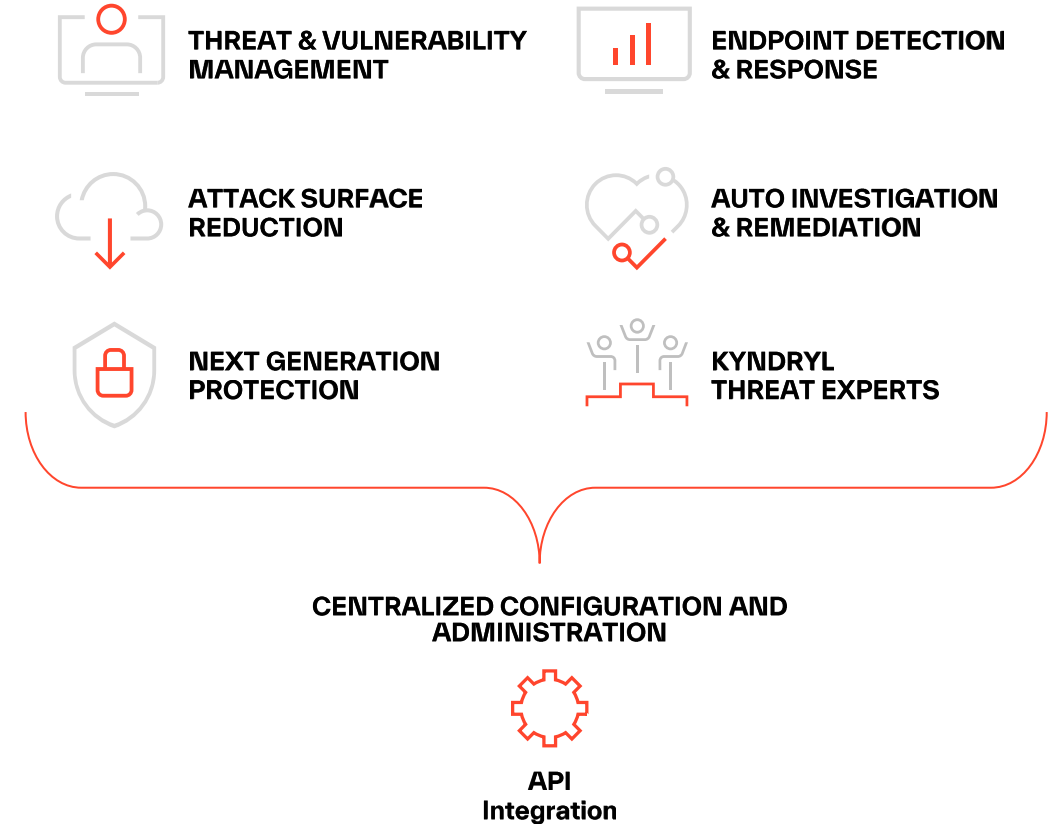 THREAT & VULNERABILITY
MANAGEMENT
ENDPOINT DETECTION
& RESPONSE
ATTACK SURFACE
REDUCTION
AUTO INVESTIGATION
& REMEDIATION
NEXT GENERATION
PROTECTION
KYNDRYL
THREAT EXPERTS
CENTRALIZED CONFIGURATION AND
ADMINISTRATION
API
Integration